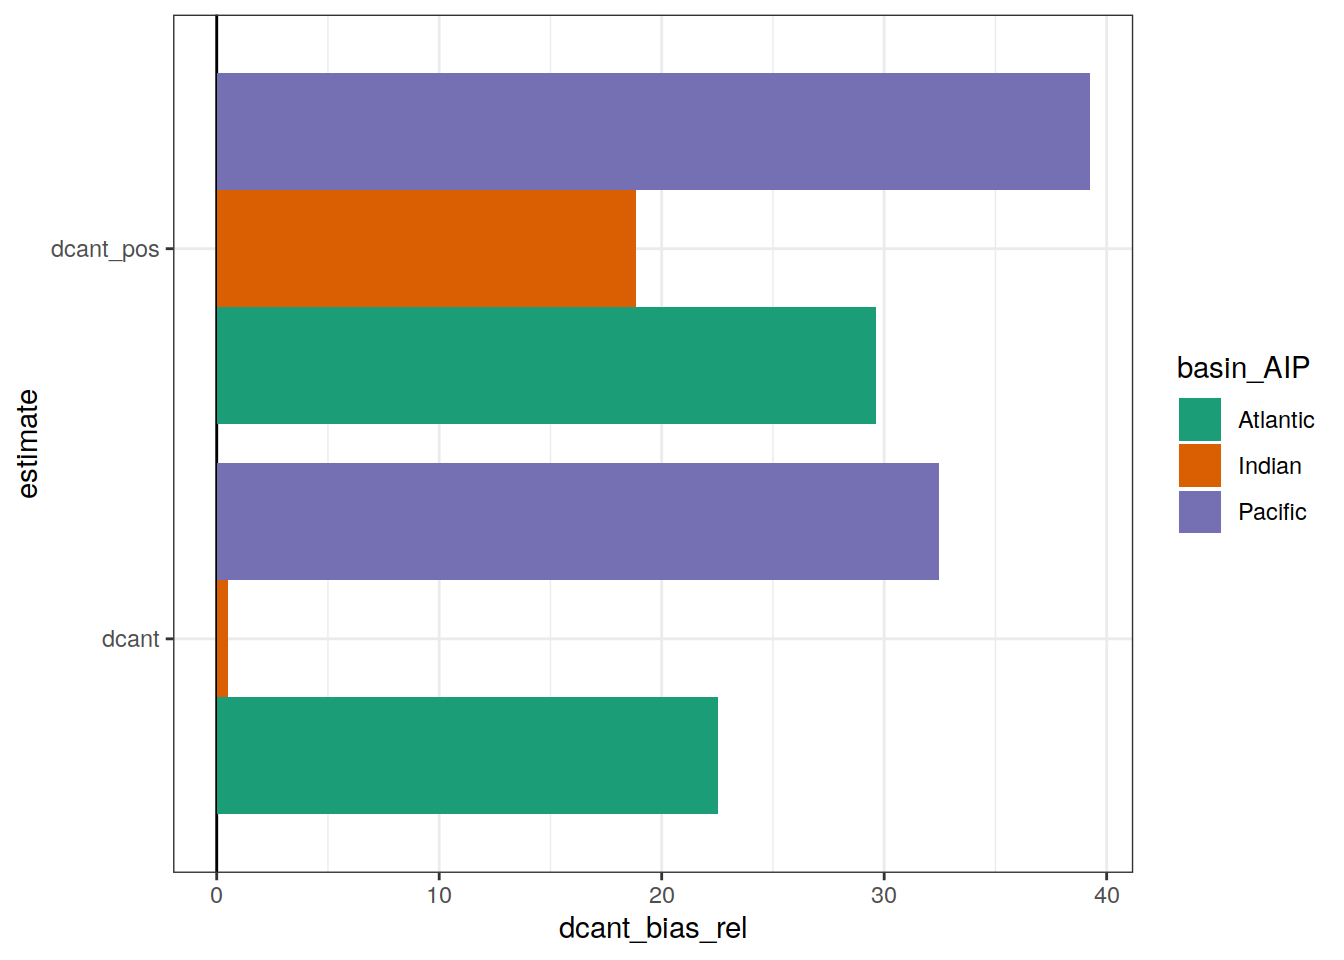 estimate
dcant_pos
dcant
0 10 20 30 40
dcant_bias_rel
basin_AIP
Atlantic
Indian
Pacific